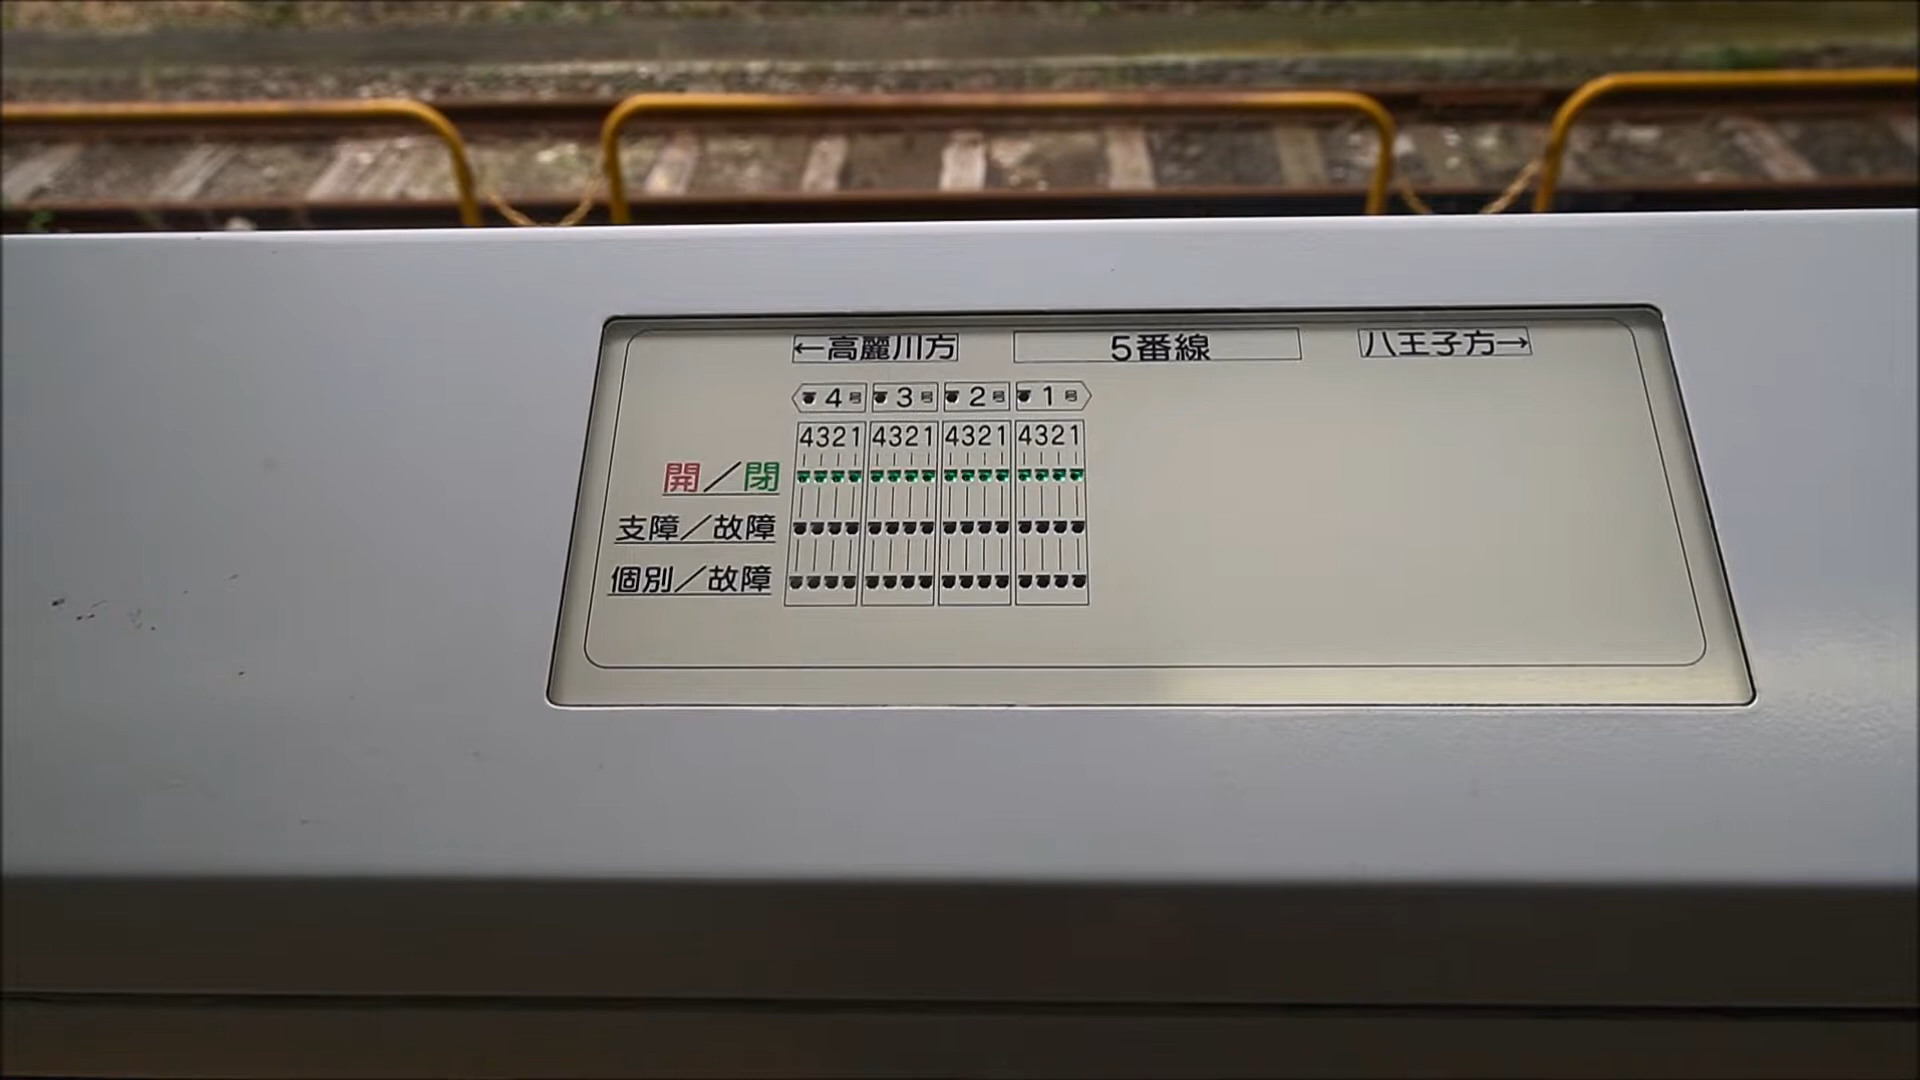 ←高麗川方 5番線 八王子方→
4号 3号 2号 1号
4321 4321 4321 4321
開／閉
支障／故障
個別／故障